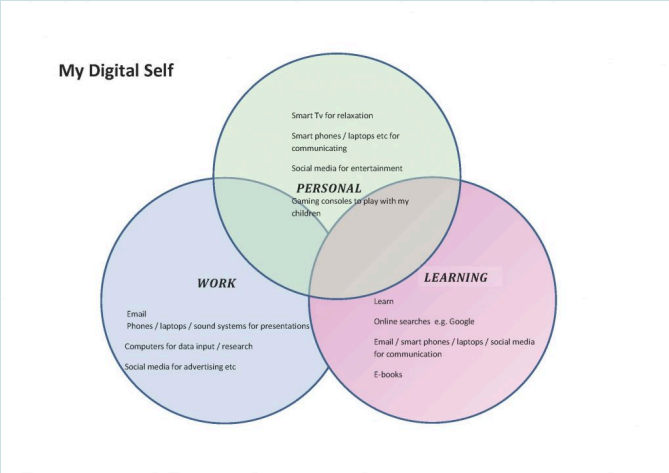 My Digital Self
Smart Tv for relaxation
Smart phones / laptops etc for
communicating
Social media for entertainment
PERSONAL
Gaming consoles to play with my
children
WORK
Email
Phones / laptops / sound systems for presentations
Computers for data input / research
Social media for advertising etc
LEARNING
Learn
Online searches e.g. Google
Email / smart phones / laptops / social media
for communication
E-books